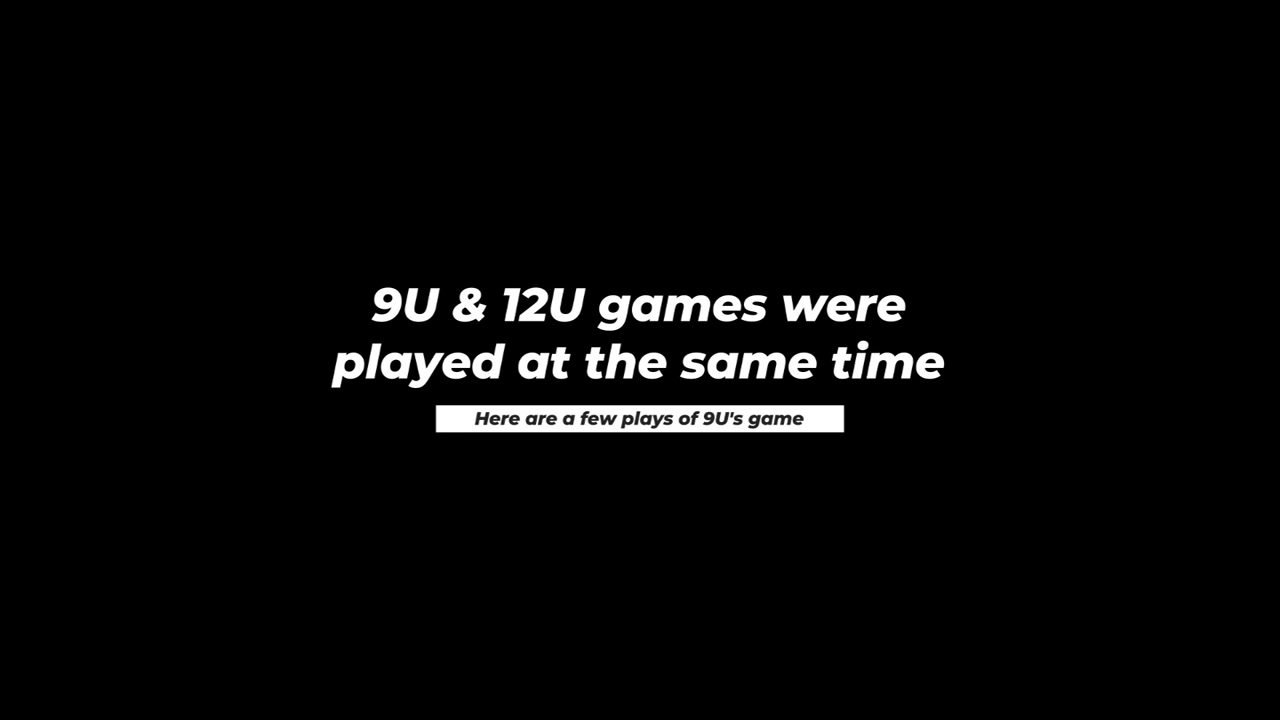 9U & 12U games were
played at the same time
Here are a few plays of 9U's game